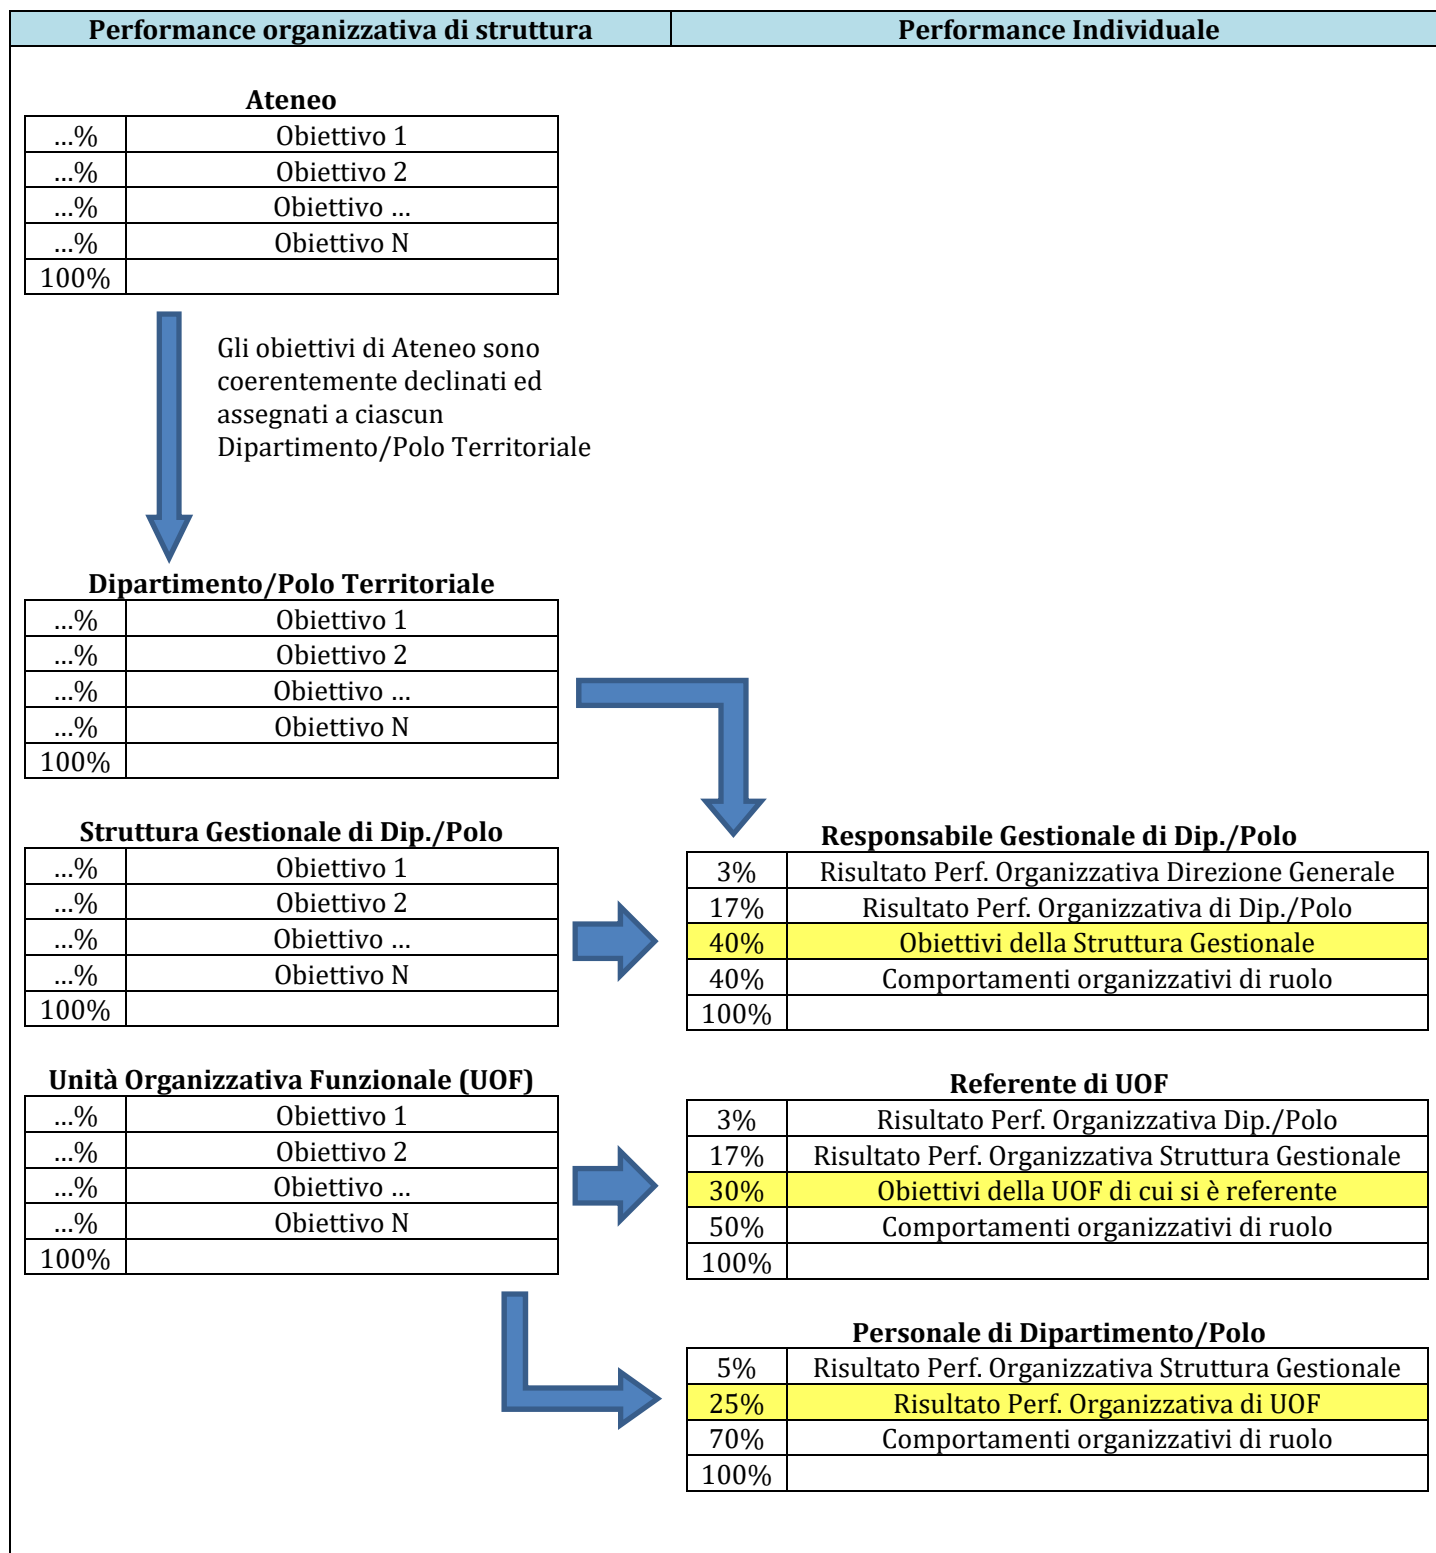 Performance organizzativa di struttura
Performance Individuale
Ateneo
...% Obiettivo 1
...% Obiettivo 2
...% Obiettivo ...
...% Obiettivo N
100%
Gli obiettivi di Ateneo sono
coerentemente declinati ed
assegnati a ciascun
Dipartimento/Polo Territoriale
Dipartimento/Polo Territoriale
...% Obiettivo 1
...% Obiettivo 2
...% Obiettivo ...
...% Obiettivo N
100%
Struttura Gestionale di Dip./Polo
...% Obiettivo 1
...% Obiettivo 2
...% Obiettivo ...
...% Obiettivo N
100%
Responsabile Gestionale di Dip./Polo
3% Risultato Perf. Organizzativa Direzione Generale
17% Risultato Perf. Organizzativa di Dip./Polo
40% Obiettivi della Struttura Gestionale
40% Comportamenti organizzativi di ruolo
100%
Unità Organizzativa Funzionale (UOF)
...% Obiettivo 1
...% Obiettivo 2
...% Obiettivo ...
...% Obiettivo N
100%
Referente di UOF
3% Risultato Perf. Organizzativa Dip./Polo
17% Risultato Perf. Organizzativa Struttura Gestionale
30% Obiettivi della UOF di cui si è referente
50% Comportamenti organizzativi di ruolo
100%
Personale di Dipartimento/Polo
5% Risultato Perf. Organizzativa Struttura Gestionale
25% Risultato Perf. Organizzativa di UOF
70% Comportamenti organizzativi di ruolo
100%